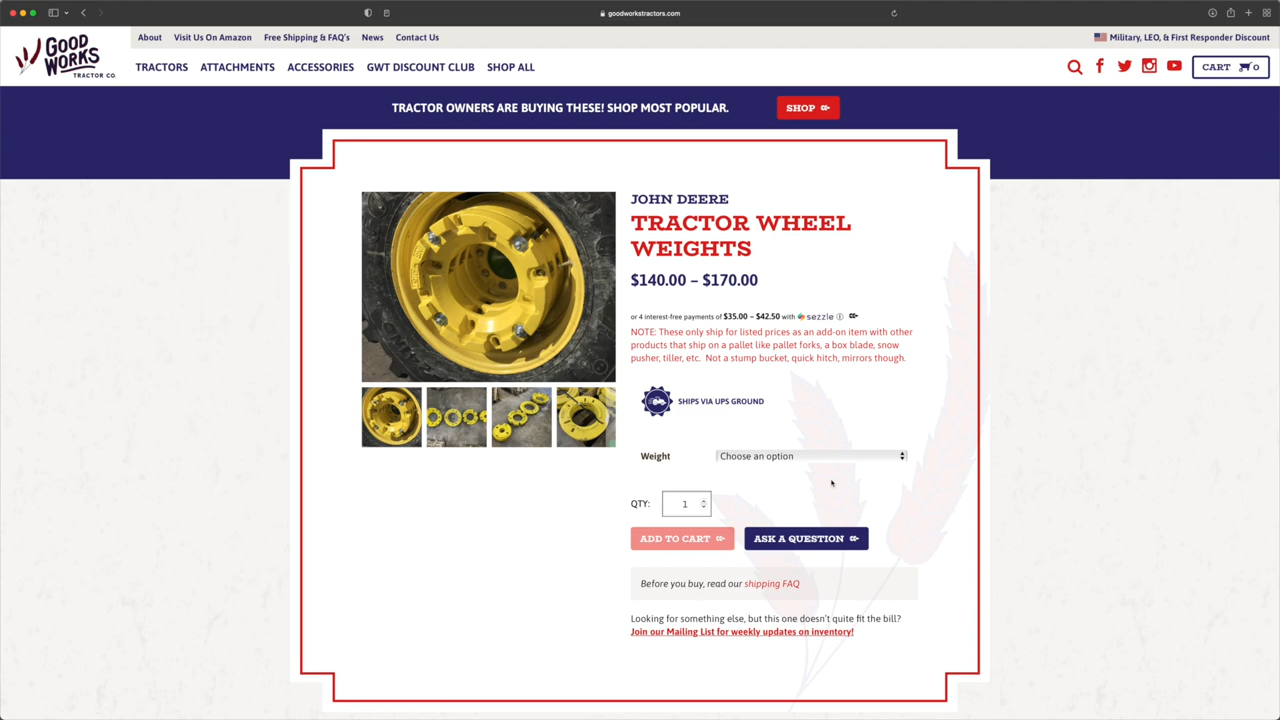 goodworkstractors.com
GOOD
WORKS
TRACTOR CO.
About Visit Us On Amazon Free Shipping & FAQ's News Contact Us
Military, LEO, & First Responder Discount
TRACTORS ATTACHMENTS ACCESSORIES GWT DISCOUNT CLUB SHOP ALL
CART 0
TRACTOR OWNERS ARE BUYING THESE! SHOP MOST POPULAR.
SHOP
JOHN DEERE
TRACTOR WHEEL
WEIGHTS
$140.00 – $170.00
or 4 interest-free payments of $35.00 – $42.50 with sezzle
NOTE: These only ship for listed prices as an add-on item with other
products that ship on a pallet like pallet forks, a box blade, snow
pusher, tiller, etc. Not a stump bucket, quick hitch, mirrors though.
SHIPS VIA UPS GROUND
Weight Choose an option
QTY: 1
ADD TO CART ASK A QUESTION
Before you buy, read our shipping FAQ
Looking for something else, but this one doesn't quite fit the bill?
Join our Mailing List for weekly updates on inventory!